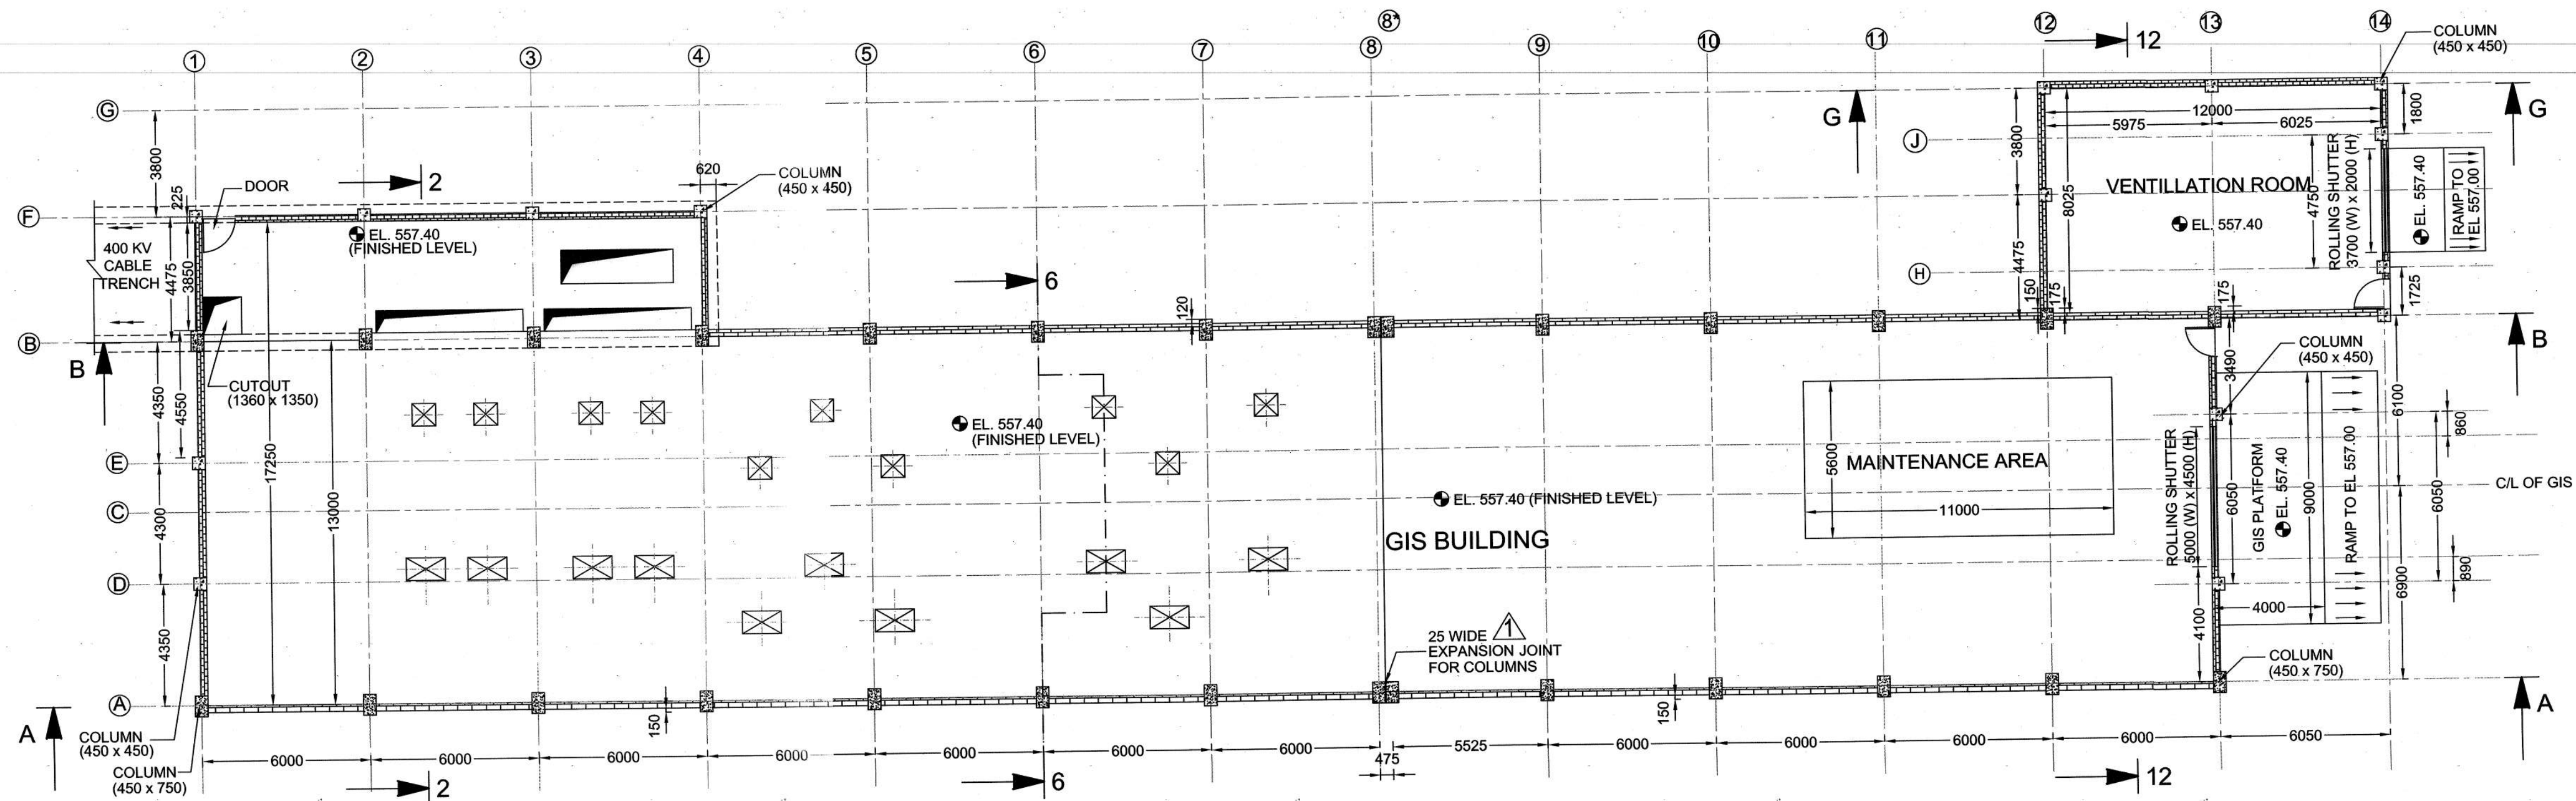 8*
1
2
3
4
5
6
7
8
9
10
11
12
13
14
12
COLUMN
(450 x 450)
G
G
G
3800
225
DOOR
2
620
COLUMN
(450 x 450)
3800
8025
12000
5975
6025
1800
J
VENTILLATION ROOM
EL. 557.40
4750
ROLLING SHUTTER
3700 (W) x 2000 (H)
EL. 557.40
RAMP TO
EL 557.00
F
400 KV
CABLE
TRENCH
4475
3850
EL. 557.40
(FINISHED LEVEL)
6
4475
H
150
175
175
1725
120
B
B
B
CUTOUT
(1360 x 1350)
4350
4550
17250
13000
EL. 557.40
(FINISHED LEVEL)
3490
COLUMN
(450 x 450)
6100
860
E
C
4300
5600
MAINTENANCE AREA
11000
EL. 557.40 (FINISHED LEVEL)
GIS BUILDING
ROLLING SHUTTER
5000 (W) x 4500 (H)
6050
GIS PLATFORM
EL. 557.40
9000
RAMP TO EL 557.00
6050
C/L OF GIS
D
4350
890
6900
4000
4100
25 WIDE
1
EXPANSION JOINT
FOR COLUMNS
COLUMN
(450 x 750)
A
A
A
COLUMN
(450 x 450)
COLUMN
(450 x 750)
150
150
6000
6000
6000
6000
6000
6000
6000
475
5525
6000
6000
6000
6000
6050
2
6
12